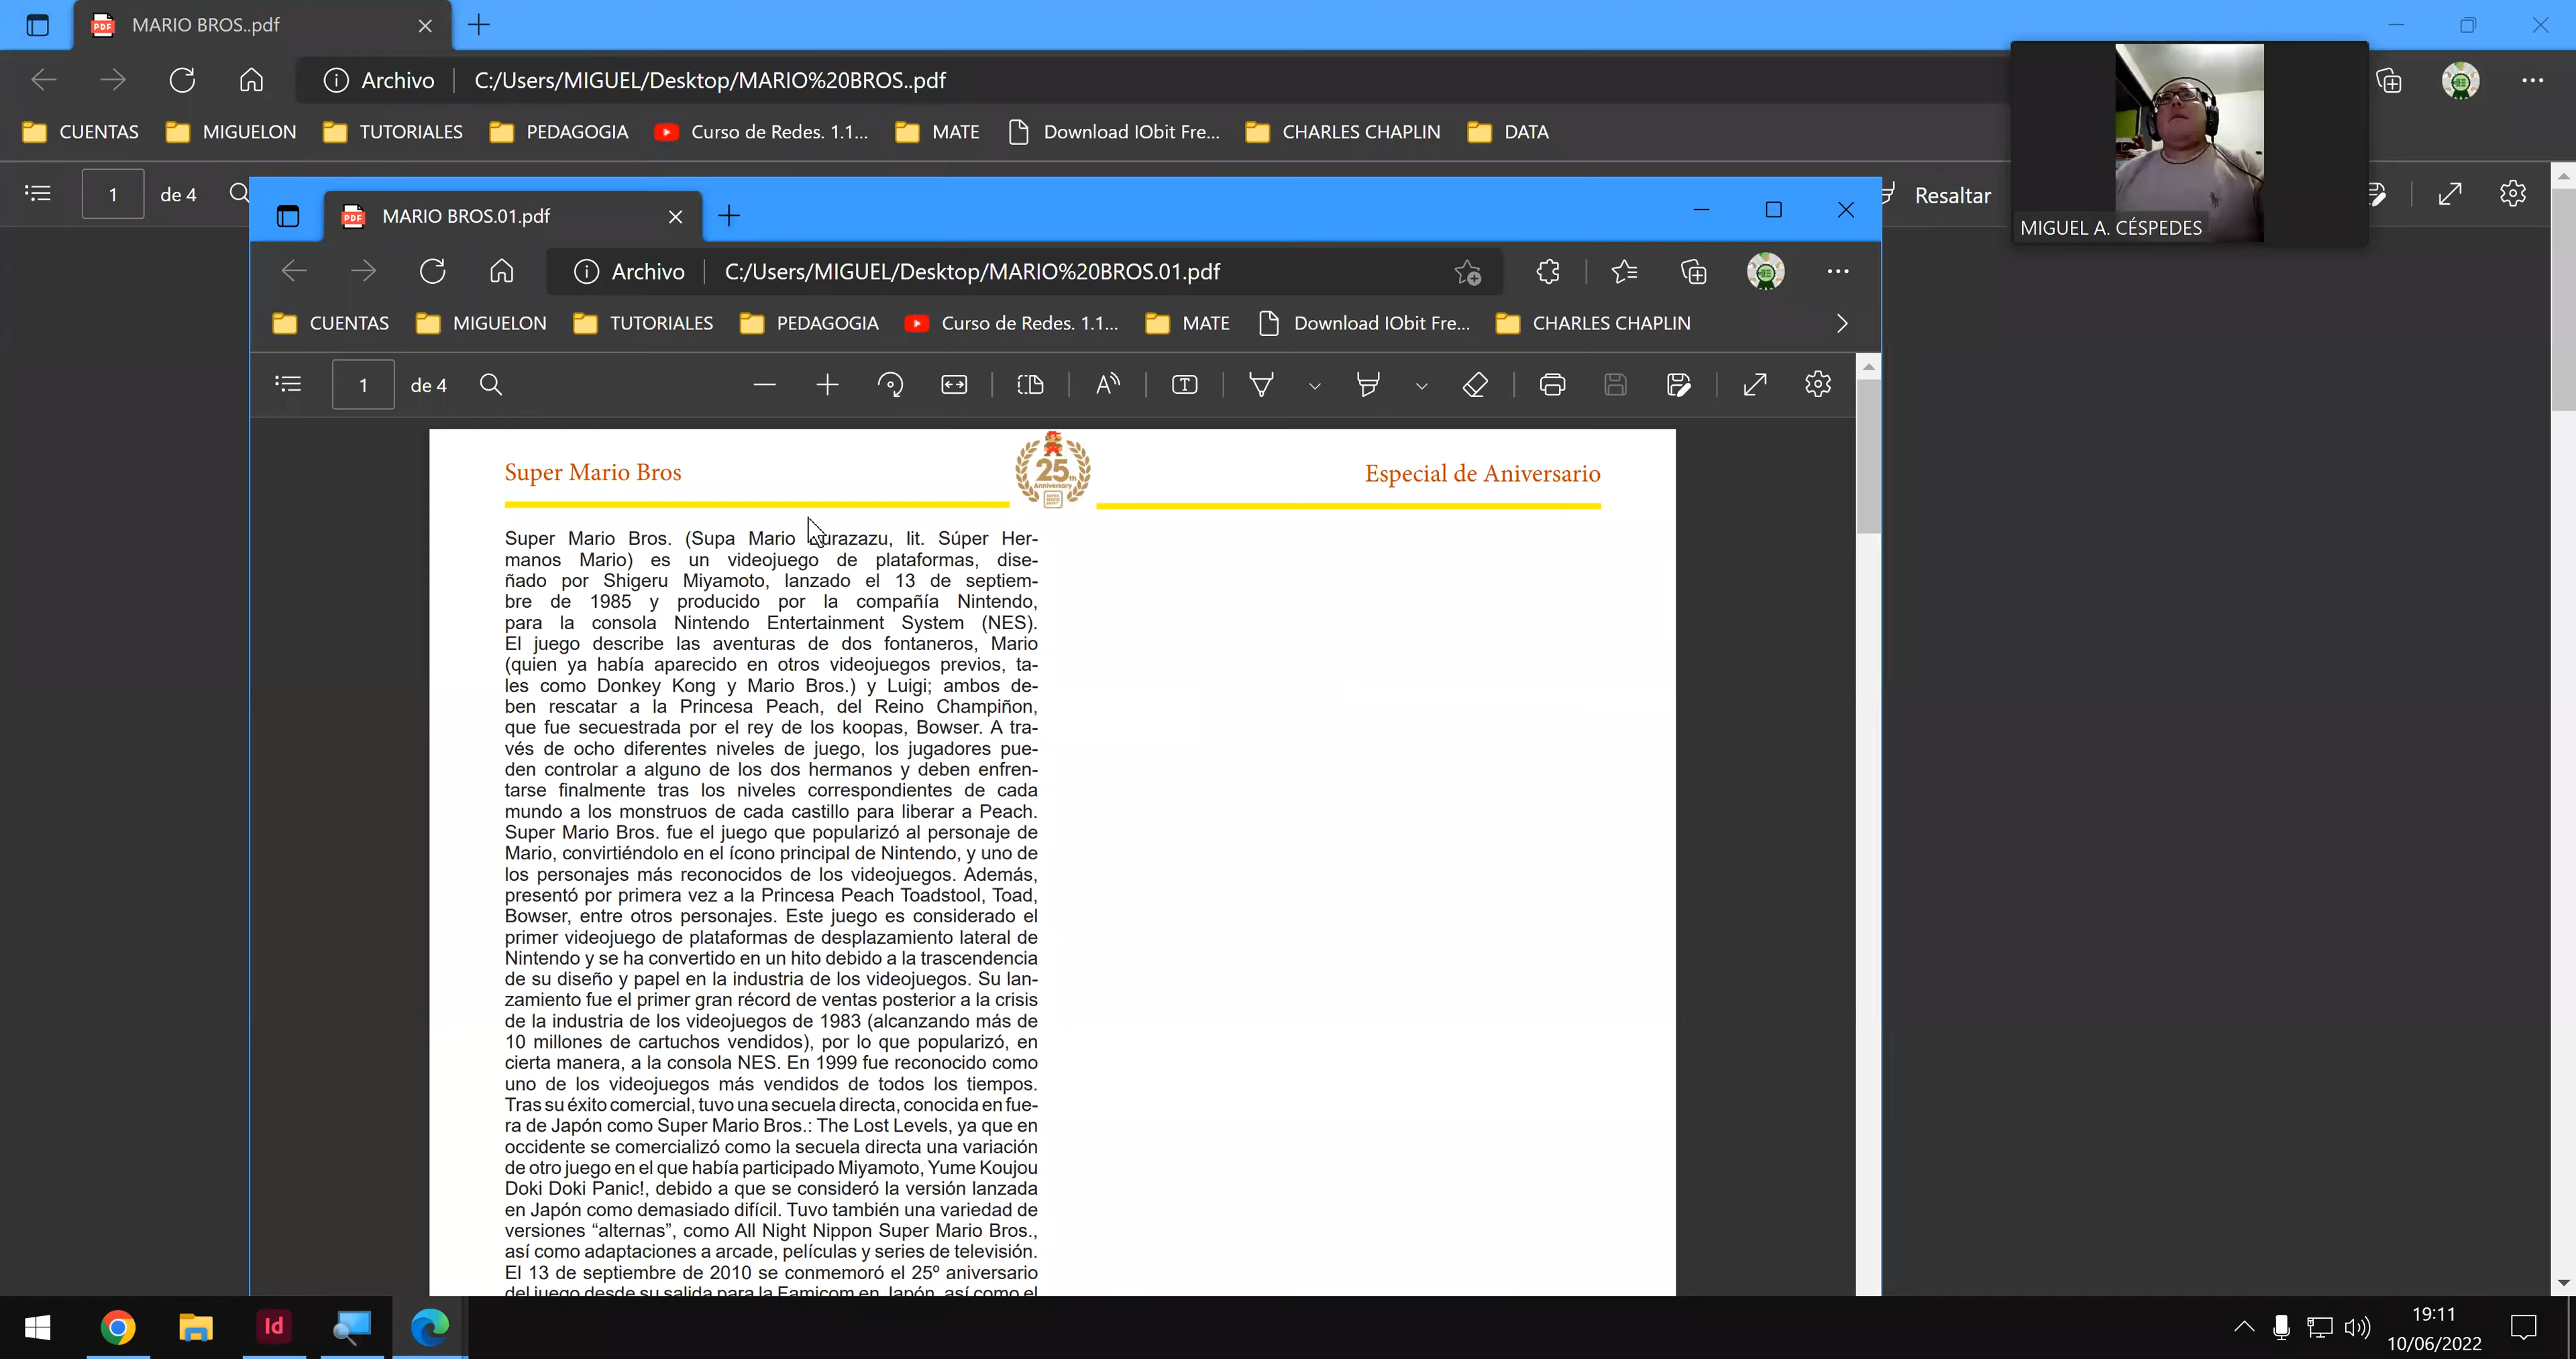 MARIO BROS..pdf
Archivo
C:/Users/MIGUEL/Desktop/MARIO%20BROS..pdf
CUENTAS
MIGUELON
TUTORIALES
PEDAGOGIA
Curso de Redes. 1.1...
MATE
Download IObit Fre...
CHARLES CHAPLIN
DATA
1
de 4
Resaltar
MIGUEL A. CÉSPEDES
MARIO BROS.01.pdf
Archivo
C:/Users/MIGUEL/Desktop/MARIO%20BROS.01.pdf
CUENTAS
MIGUELON
TUTORIALES
PEDAGOGIA
Curso de Redes. 1.1...
MATE
Download IObit Fre...
CHARLES CHAPLIN
1
de 4
Super Mario Bros
25th
Anniversary
Especial de Aniversario
Super Mario Bros. (Supa Mario lit. Súper Her-
manos Mario) es un videojuego de plataformas, dise-
ñado por Shigeru Miyamoto, lanzado el 13 de septiem-
bre de 1985 y producido por la compañía Nintendo,
para la consola Nintendo Entertainment System (NES).
El juego describe las aventuras de dos fontaneros, Mario
(quien ya había aparecido en otros videojuegos previos, ta-
les como Donkey Kong y Mario Bros.) y Luigi; ambos de-
ben rescatar a la Princesa Peach, del Reino Champiñon,
que fue secuestrada por el rey de los koopas, Bowser. A tra-
vés de ocho diferentes niveles de juego, los jugadores pue-
den controlar a alguno de los dos hermanos y deben enfren-
tarse finalmente tras los niveles correspondientes de cada
mundo a los monstruos de cada castillo para liberar a Peach.
Super Mario Bros. fue el juego que popularizó al personaje de
Mario, convirtiéndolo en el ícono principal de Nintendo, y uno de
los personajes más reconocidos de los videojuegos. Además,
presentó por primera vez a la Princesa Peach Toadstool, Toad,
Bowser, entre otros personajes. Este juego es considerado el
primer videojuego de plataformas de desplazamiento lateral de
Nintendo y se ha convertido en un hito debido a la trascendencia
de su diseño y papel en la industria de los videojuegos. Su lan-
zamiento fue el primer gran récord de ventas posterior a la crisis
de la industria de los videojuegos de 1983 (alcanzando más de
10 millones de cartuchos vendidos), por lo que popularizó, en
cierta manera, a la consola NES. En 1999 fue reconocido como
uno de los videojuegos más vendidos de todos los tiempos.
Tras su éxito comercial, tuvo una secuela directa, conocida en fue-
ra de Japón como Super Mario Bros.: The Lost Levels, ya que en
occidente se comercializó como la secuela directa una variación
de otro juego en el que había participado Miyamoto, Yume Koujou
Doki Doki Panic!, debido a que se consideró la versión lanzada
en Japón como demasiado difícil. Tuvo también una variedad de
versiones “alternas”, como All Night Nippon Super Mario Bros.,
así como adaptaciones a arcade, películas y series de televisión.
El 13 de septiembre de 2010 se conmemoró el 25º aniversario
del juego desde su salida para la Famicom en Japón, así como el
19:11
10/06/2022